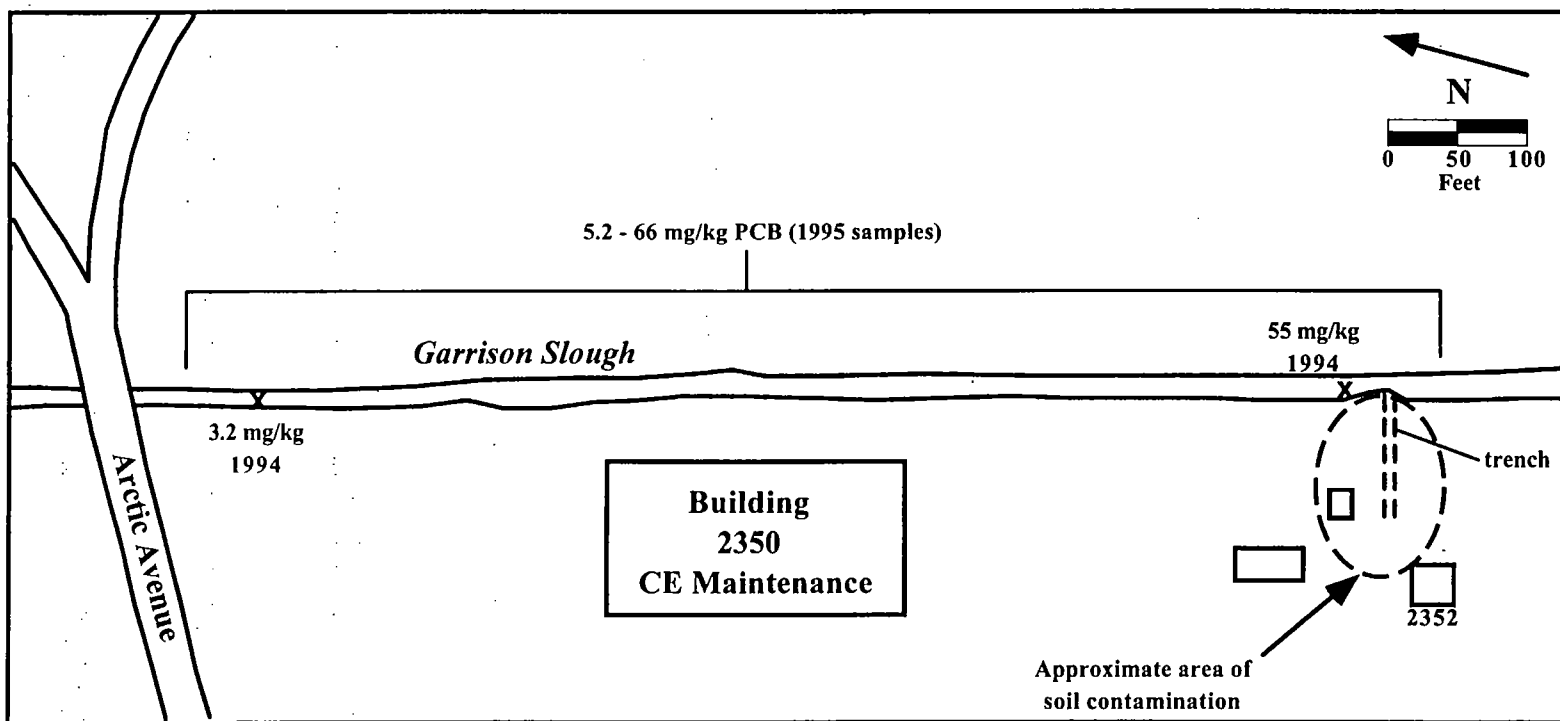 N
0 50 100
Feet
5.2 - 66 mg/kg PCB (1995 samples)
Garrison Slough
55 mg/kg
1994
X
X
3.2 mg/kg
1994
trench
Arctic Avenue
Building
2350
CE Maintenance
2352
Approximate area of
soil contamination